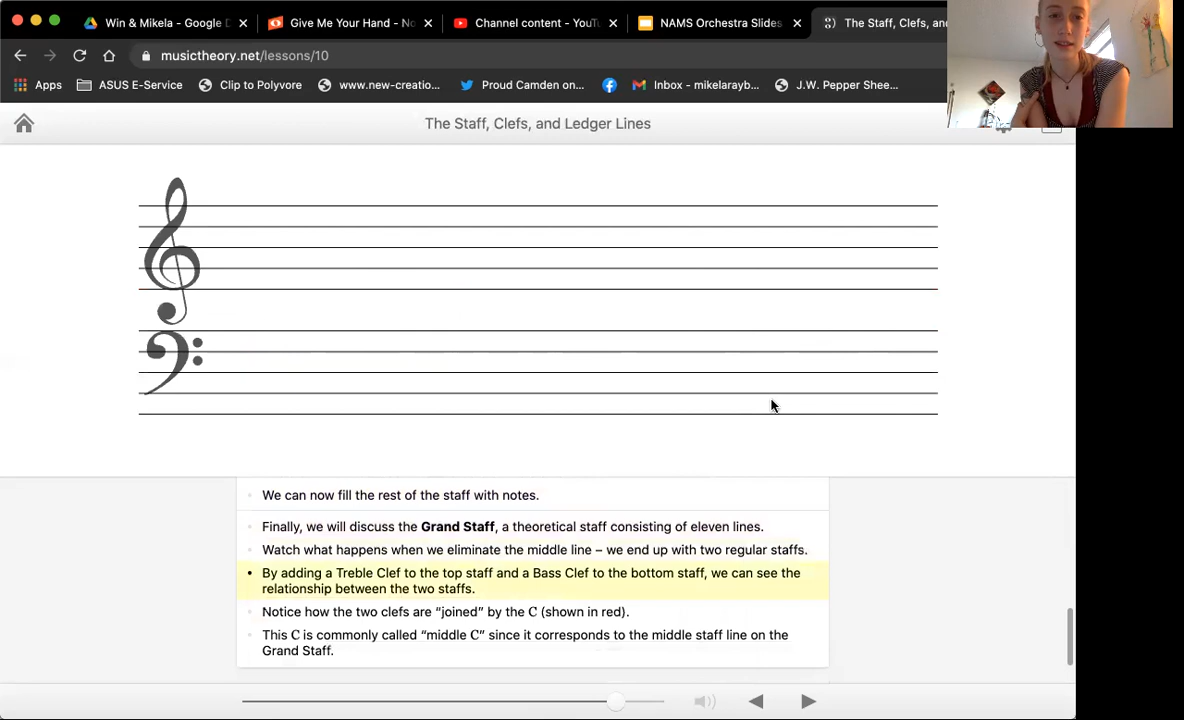 Win & Mikela - Google D
Give Me Your Hand - No
Channel content - YouTu
NAMS Orchestra Slides
The Staff, Clefs, an
musictheory.net/lessons/10
Apps
ASUS E-Service
Clip to Polyvore
www.new-creatio...
Proud Camden on...
Inbox - mikelarayb...
J.W. Pepper Shee...
The Staff, Clefs, and Ledger Lines
We can now fill the rest of the staff with notes.
Finally, we will discuss the Grand Staff, a theoretical staff consisting of eleven lines.
Watch what happens when we eliminate the middle line – we end up with two regular staffs.
By adding a Treble Clef to the top staff and a Bass Clef to the bottom staff, we can see the
relationship between the two staffs.
Notice how the two clefs are “joined” by the C (shown in red).
This C is commonly called “middle C” since it corresponds to the middle staff line on the
Grand Staff.